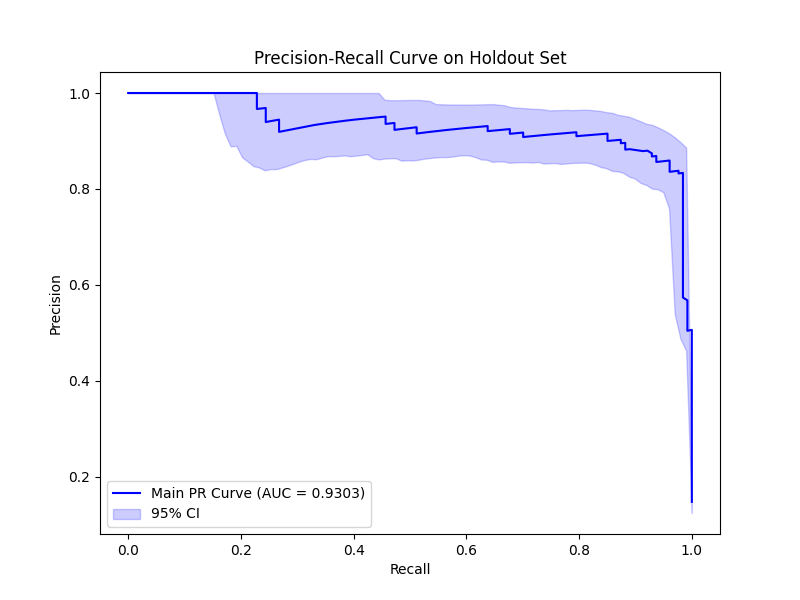 Precision-Recall Curve on Holdout Set
Precision
1.0
0.8
0.6
0.4
0.2
Main PR Curve (AUC = 0.9303)
95% CI
0.0 0.2 0.4 0.6 0.8 1.0
Recall